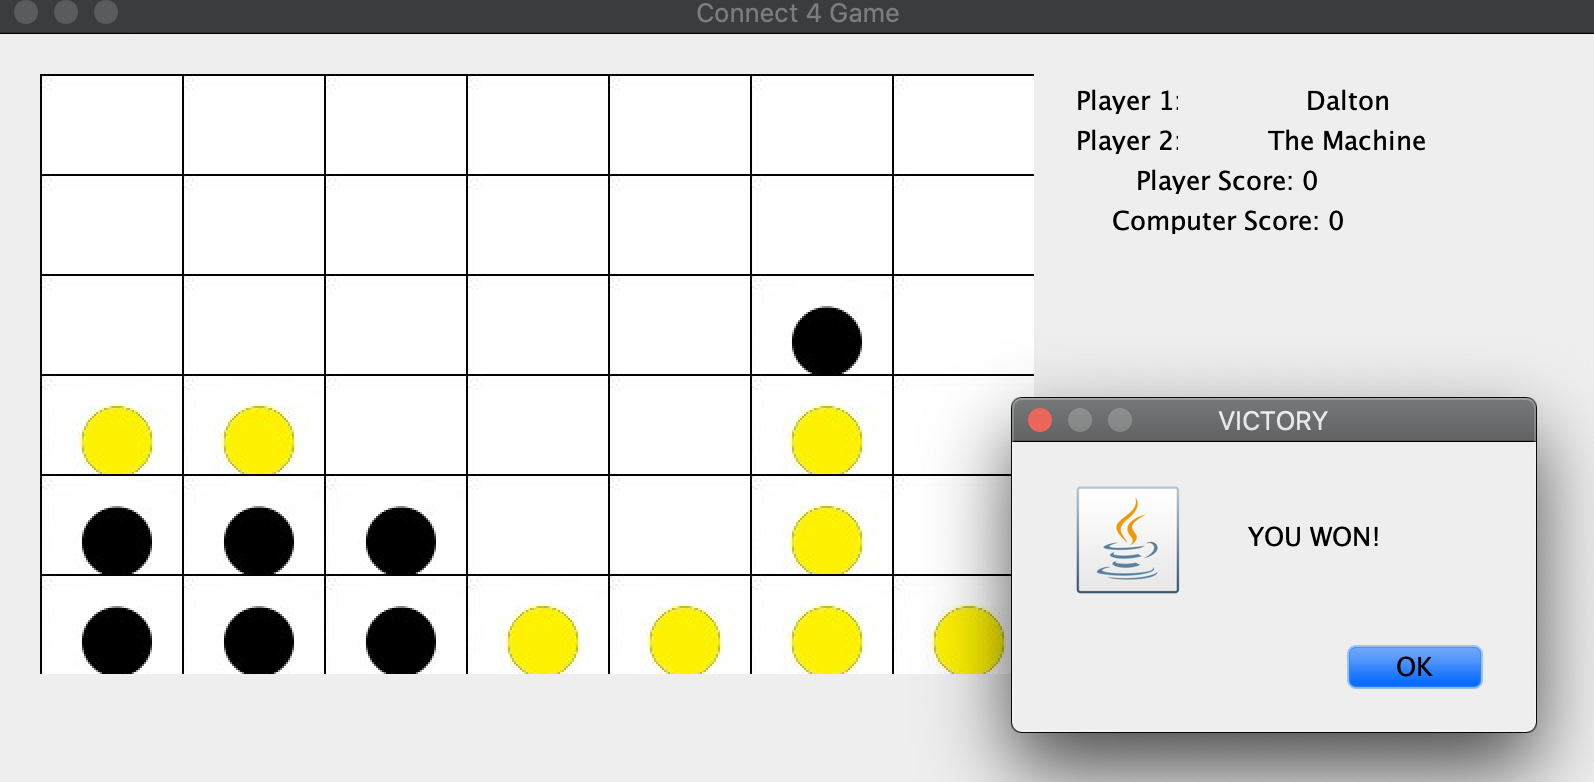 Connect 4 Game
Player 1: Dalton
Player 2: The Machine
Player Score: 0
Computer Score: 0
VICTORY
YOU WON!
OK